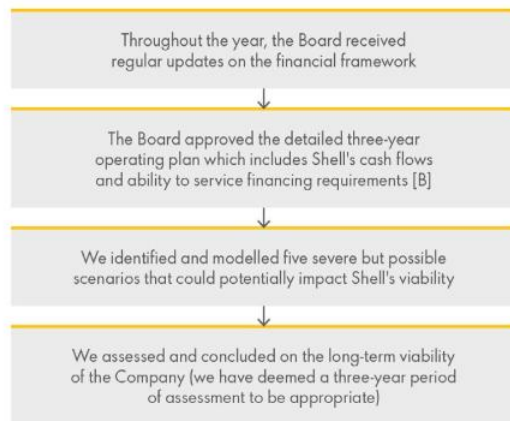 Throughout the year, the Board received
regular updates on the financial framework
The Board approved the detailed three-year
operating plan which includes Shell's cash flows
and ability to service financing requirements [B]
We identified and modelled five severe but possible
scenarios that could potentially impact Shell's viability
We assessed and concluded on the long-term viability
of the Company (we have deemed a three-year period
of assessment to be appropriate)